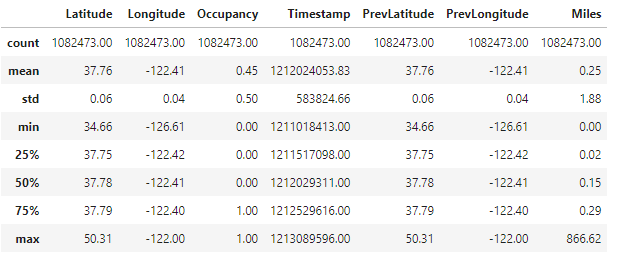 Latitude Longitude Occupancy Timestamp PrevLatitude PrevLongitude Miles
count 1082473.00 1082473.00 1082473.00 1082473.00 1082473.00 1082473.00 1082473.00
mean 37.76 -122.41 0.45 1212024053.83 37.76 -122.41 0.25
std 0.06 0.04 0.50 583824.66 0.06 0.04 1.88
min 34.66 -126.61 0.00 1211018413.00 34.66 -126.61 0.00
25% 37.75 -122.42 0.00 1211517098.00 37.75 -122.42 0.02
50% 37.78 -122.41 0.00 1212029311.00 37.78 -122.41 0.15
75% 37.79 -122.40 1.00 1212529616.00 37.79 -122.40 0.29
max 50.31 -122.00 1.00 1213089596.00 50.31 -122.00 866.62